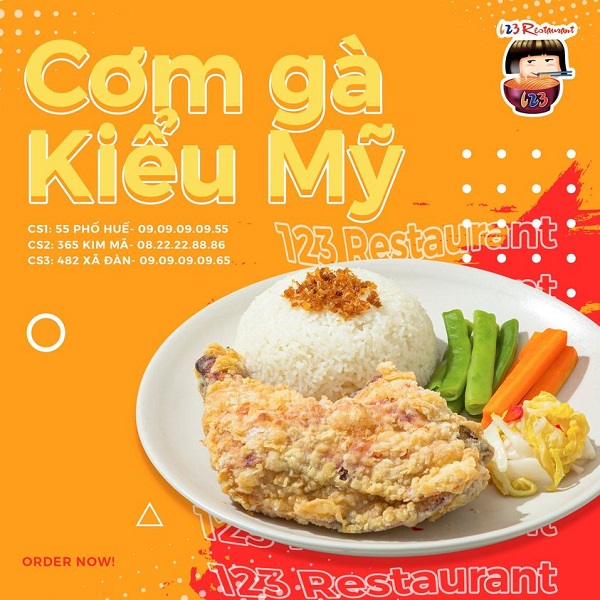 123 Restaurant
123
Cơm gà
Kiểu Mỹ
CS1: 55 PHỐ HUẾ- 09.09.09.09.55
CS2: 365 KIM MÃ- 08.22.22.88.86
CS3: 482 XÃ ĐÀN- 09.09.09.09.65
123 Restaurant
ORDER NOW!
123 Restaurant